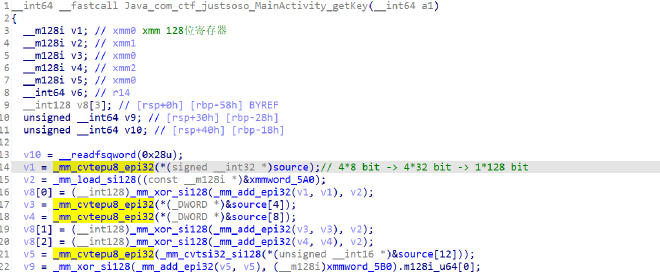 1 __int64 __fastcall Java_com_ctf_justsoso_MainActivity_getKey(__int64 a1)
2 {
3 __m128i v1; // xmm0 xmm 128位寄存器
4 __m128i v2; // xmm1
5 __m128i v3; // xmm0
6 __m128i v4; // xmm2
7 __m128i v5; // xmm0
8 __int64 v6; // r14
9 __int128 v8[3]; // [rsp+0h] [rbp-58h] BYREF
10 unsigned __int64 v9; // [rsp+30h] [rbp-28h]
11 unsigned __int64 v10; // [rsp+40h] [rbp-18h]
12
13 v10 = __readfsqword(0x28u);
14 v1 = _mm_cvtepu8_epi32(*(signed __int32 *)source);// 4*8 bit -> 4*32 bit -> 1*128 bit
15 v2 = _mm_load_si128((const __m128i *)&xmmword_5A0);
16 v8[0] = (__int128)_mm_xor_si128(_mm_add_epi32(v1, v1), v2);
17 v3 = _mm_cvtepu8_epi32(*(_DWORD *)&source[4]);
18 v4 = _mm_cvtepu8_epi32(*(_DWORD *)&source[8]);
19 v8[1] = (__int128)_mm_xor_si128(_mm_add_epi32(v3, v3), v2);
20 v8[2] = (__int128)_mm_xor_si128(_mm_add_epi32(v4, v4), v2);
21 v5 = _mm_cvtepu8_epi32(_mm_cvtsi32_si128(*(unsigned __int16 *)&source[12]));
22 v9 = _mm_xor_si128(_mm_add_epi32(v5, v5), (__m128i)xmmword_5B0).m128i_u64[0];